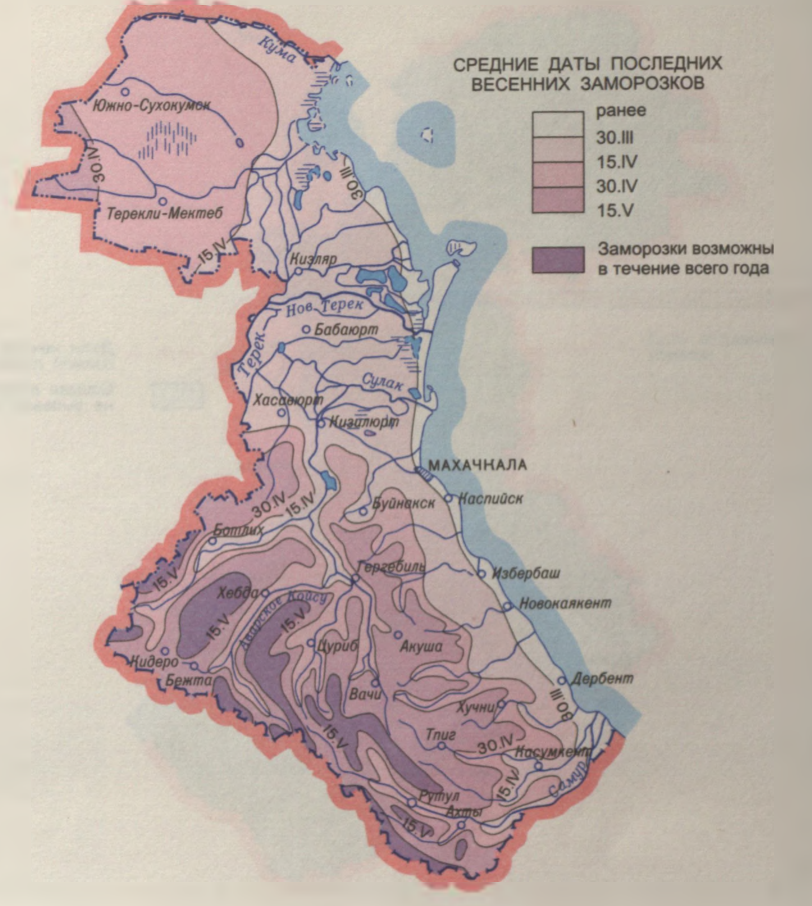 СРЕДНИЕ ДАТЫ ПОСЛЕДНИХ
ВЕСЕННИХ ЗАМОРОЗКОВ
ранее
30.III
15.IV
30.IV
15.V
Заморозки возможны
в течение всего года
Кума
Южно-Сухокумск
30.IV
30.III
Терекли-Мектеб
15.IV
Кизляр
Нов. Терек
Бабаюрт
Терек
Сулак
Хасавюрт
Кизилюрт
МАХАЧКАЛА
Каспийск
30.IV
15.IV
Буйнакск
Ботлих
15.V
Гергебиль
Избербаш
Хебда
Аварское Койсу
Новокаякент
15.V
15.V
Цуриб
Акуша
Кидеро
Бежта
Дербент
Вачи
Хучни
30.III
15.V
Тпиг
30.IV
Касумкент
15.IV
Самур
Рутул
Ахты
15.V